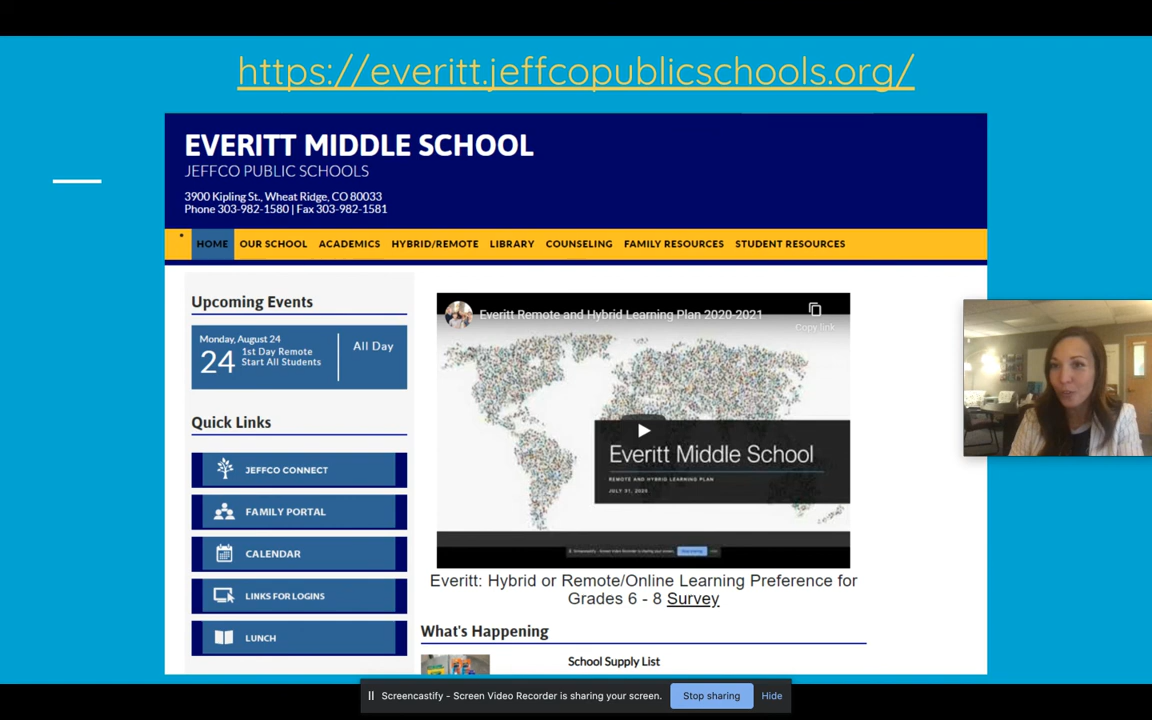 https://everitt.jeffcopublicschools.org/
EVERITT MIDDLE SCHOOL
JEFFCO PUBLIC SCHOOLS
3900 Kipling St., Wheat Ridge, CO 80033
Phone 303-982-1580 | Fax 303-982-1581
HOME OUR SCHOOL ACADEMICS HYBRID/REMOTE LIBRARY COUNSELING FAMILY RESOURCES STUDENT RESOURCES
Upcoming Events
Monday, August 24
24 1st Day Remote
Start All Students
All Day
Quick Links
JEFFCO CONNECT
FAMILY PORTAL
CALENDAR
LINKS FOR LOGINS
LUNCH
Everitt Remote and Hybrid Learning Plan 2020-2021
Copy link
Everitt Middle School
REMOTE AND HYBRID LEARNING PLAN
JULY 31, 2020
Everitt: Hybrid or Remote/Online Learning Preference for
Grades 6 - 8 Survey
What's Happening
School Supply List
Screencastify - Screen Video Recorder is sharing your screen. Stop sharing Hide